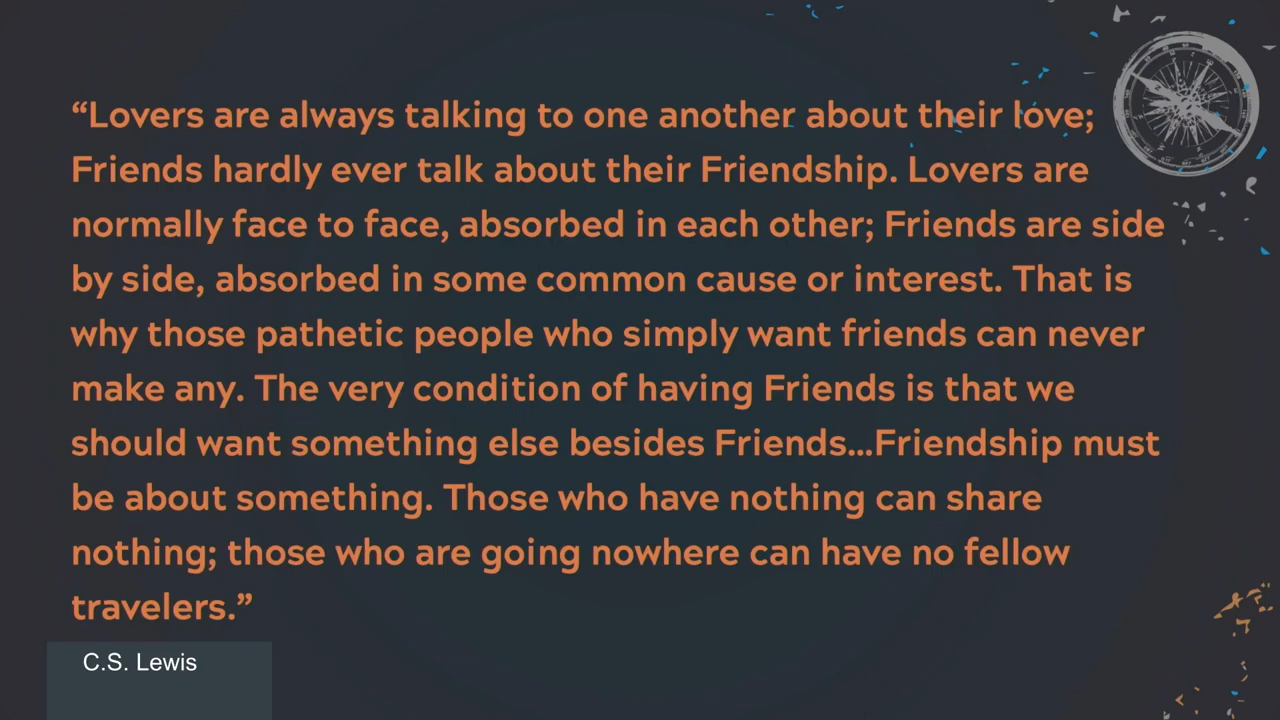 “Lovers are always talking to one another about their love;
Friends hardly ever talk about their Friendship. Lovers are
normally face to face, absorbed in each other; Friends are side
by side, absorbed in some common cause or interest. That is
why those pathetic people who simply want friends can never
make any. The very condition of having Friends is that we
should want something else besides Friends...Friendship must
be about something. Those who have nothing can share
nothing; those who are going nowhere can have no fellow
travelers.”
C.S. Lewis